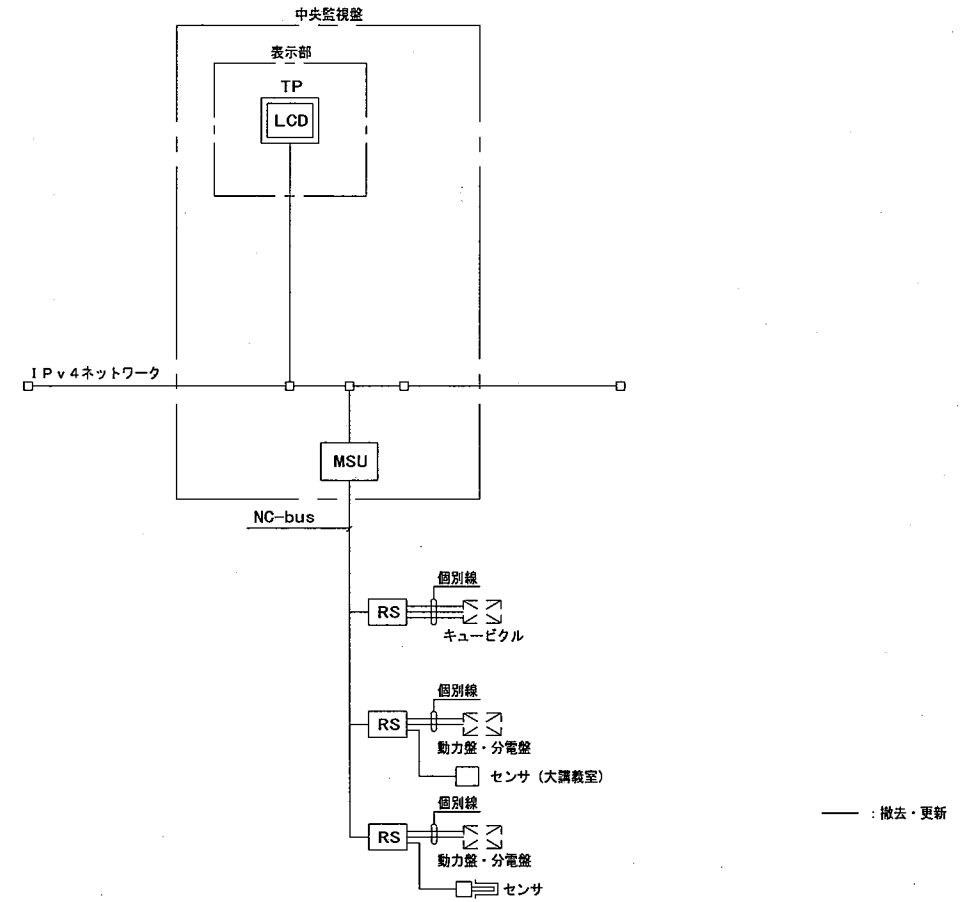 中央監視盤
表示部
TP
LCD
IPv4ネットワーク
MSU
NC-bus
個別線
RS
キュービクル
個別線
RS
動力盤・分電盤
センサ（大講義室）
個別線
RS
: 撤去・更新
動力盤・分電盤
センサ